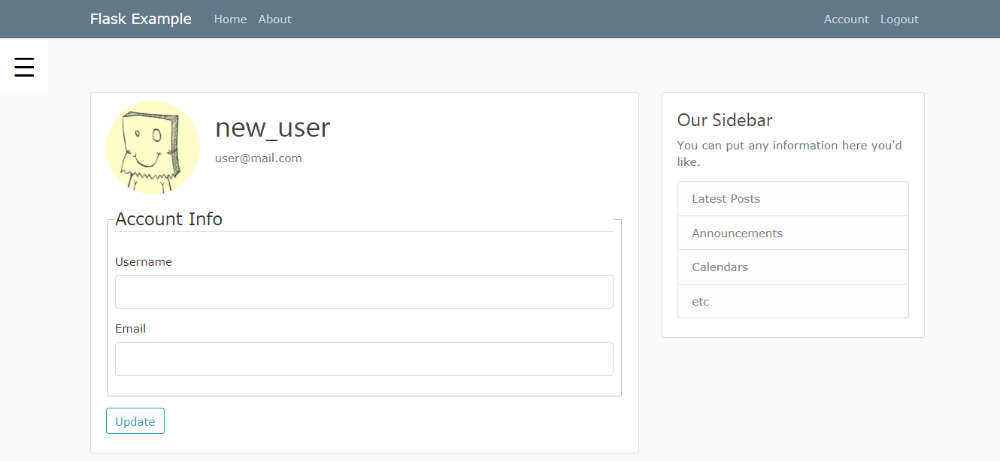 Flask Example Home About Account Logout
new_user
user@mail.com
Account Info
Username
Email
Update
Our Sidebar
You can put any information here you'd
like.
Latest Posts
Announcements
Calendars
etc